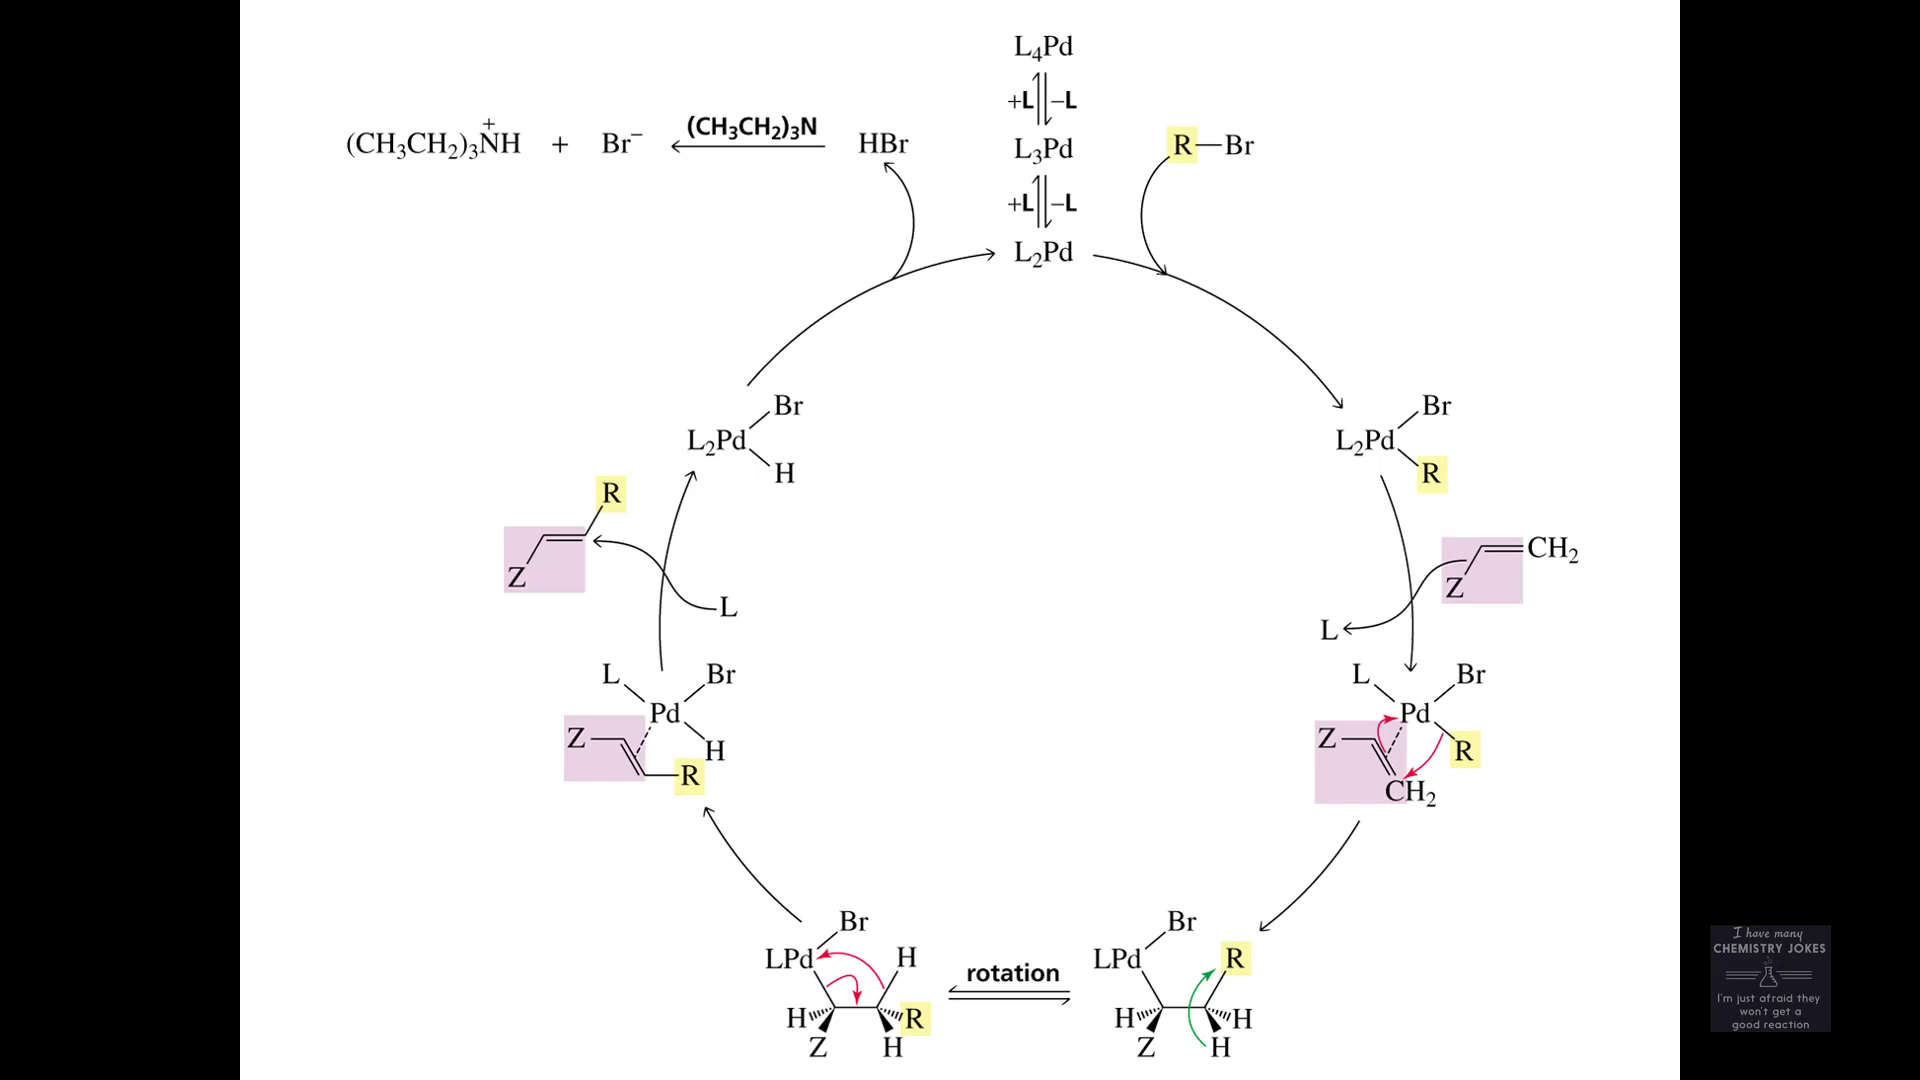 L₄Pd
+L −L
(CH₃CH₂)₃N⁺H + Br⁻ (CH₃CH₂)₃N HBr L₃Pd R—Br
+L −L
L₂Pd
Br Br
L₂Pd L₂Pd
H R
R
Z
L
CH₂
Z
L
L Br L Br
Pd Pd
Z H Z R
R CH₂
Br Br
LPd H rotation LPd R
H R H H
Z H Z H
I have many
CHEMISTRY JOKES
I'm just afraid they
won't get a
good reaction